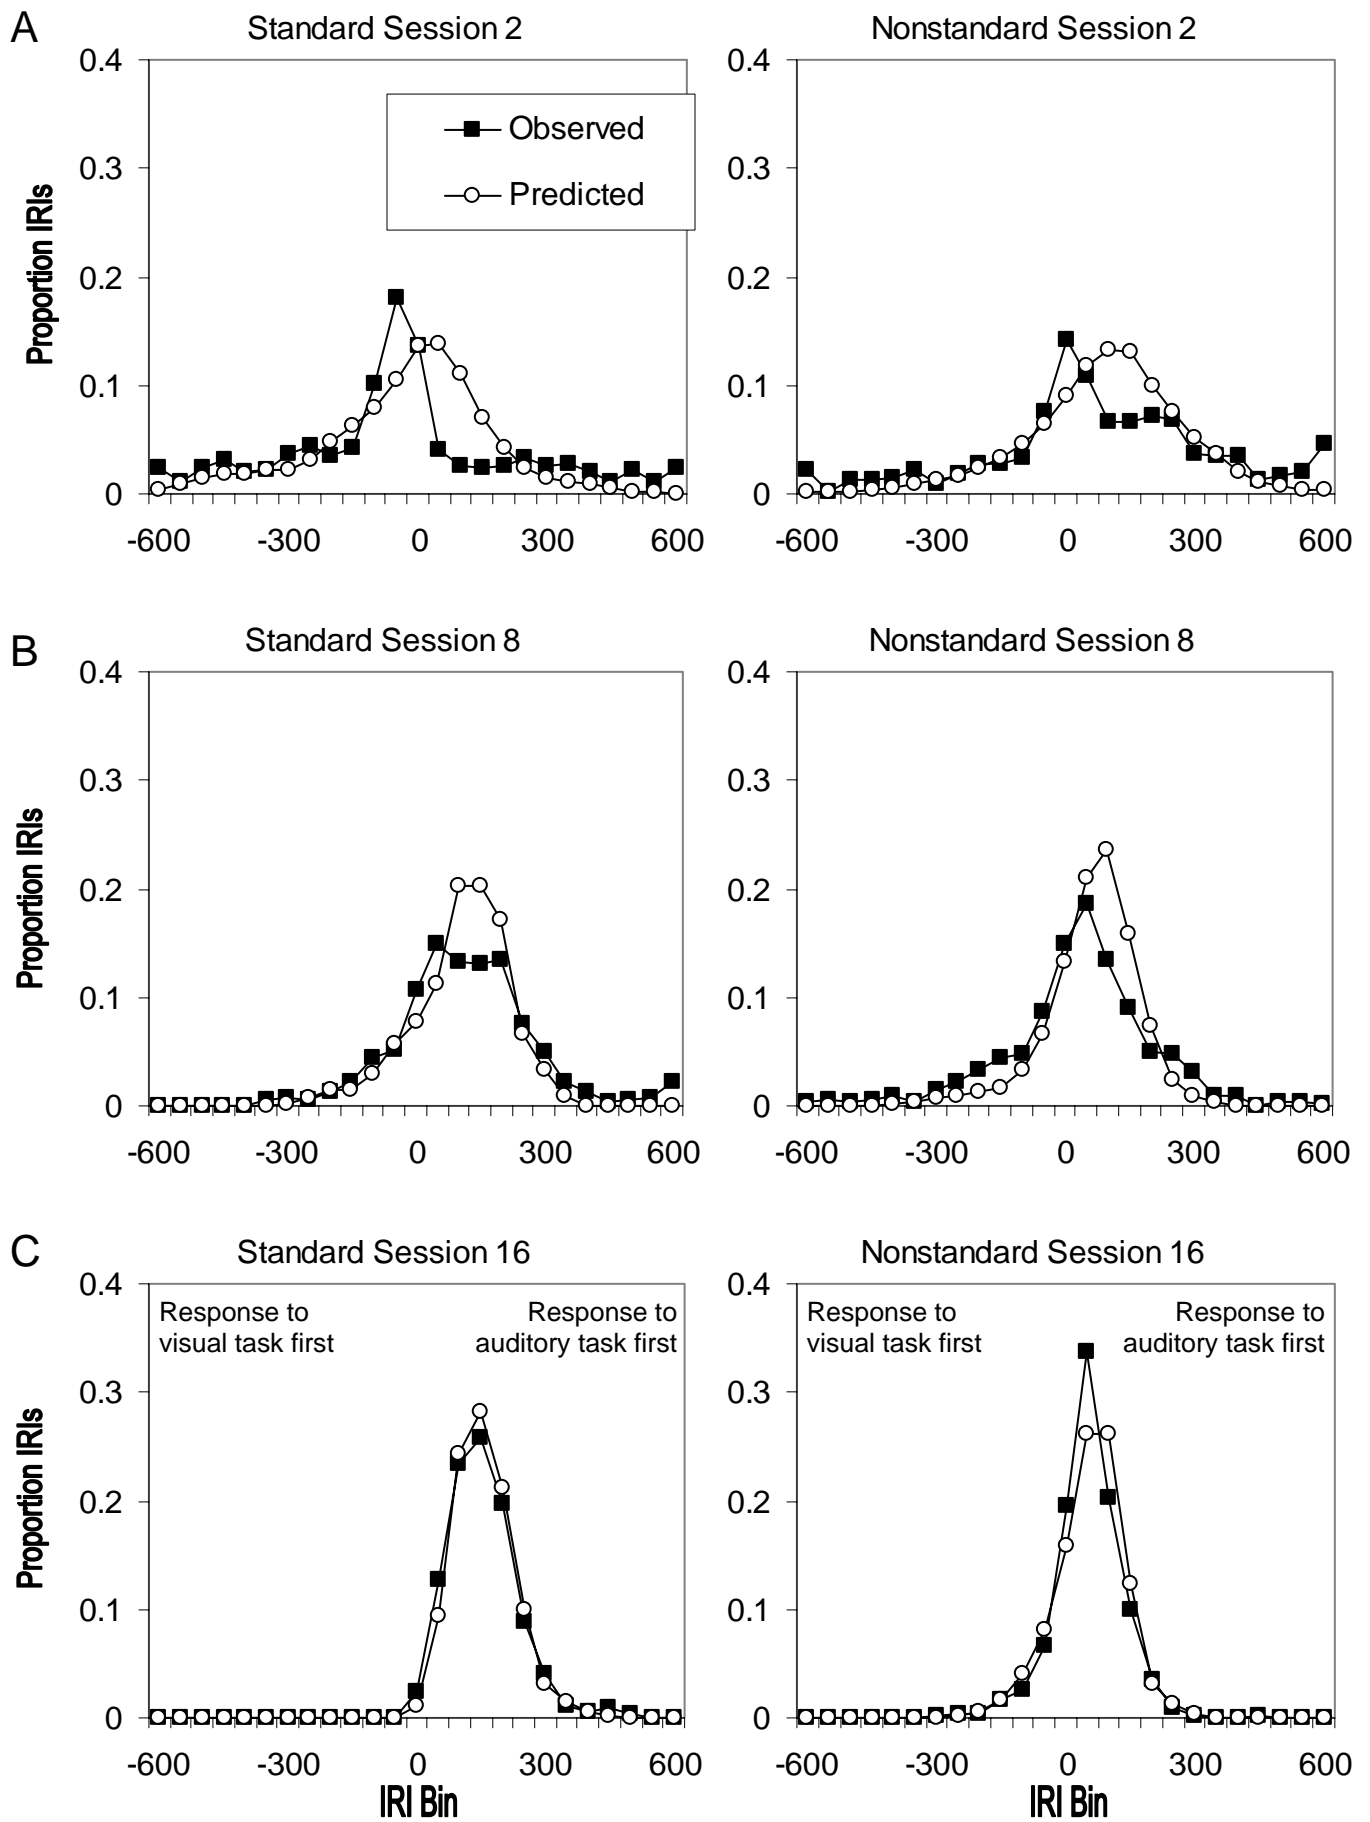 A
Standard Session 2
Nonstandard Session 2
Proportion IRIs
0.4
0.3
0.2
0.1
0
-600 -300 0 300 600
Observed
Predicted
0.4
0.3
0.2
0.1
0
-600 -300 0 300 600
B
Standard Session 8
Nonstandard Session 8
Proportion IRIs
0.4
0.3
0.2
0.1
0
-600 -300 0 300 600
0.4
0.3
0.2
0.1
0
-600 -300 0 300 600
C
Standard Session 16
Nonstandard Session 16
Proportion IRIs
0.4
0.3
0.2
0.1
0
Response to
visual task first
Response to
auditory task first
-600 -300 0 300 600
IRI Bin
0.4
0.3
0.2
0.1
0
Response to
visual task first
Response to
auditory task first
-600 -300 0 300 600
IRI Bin